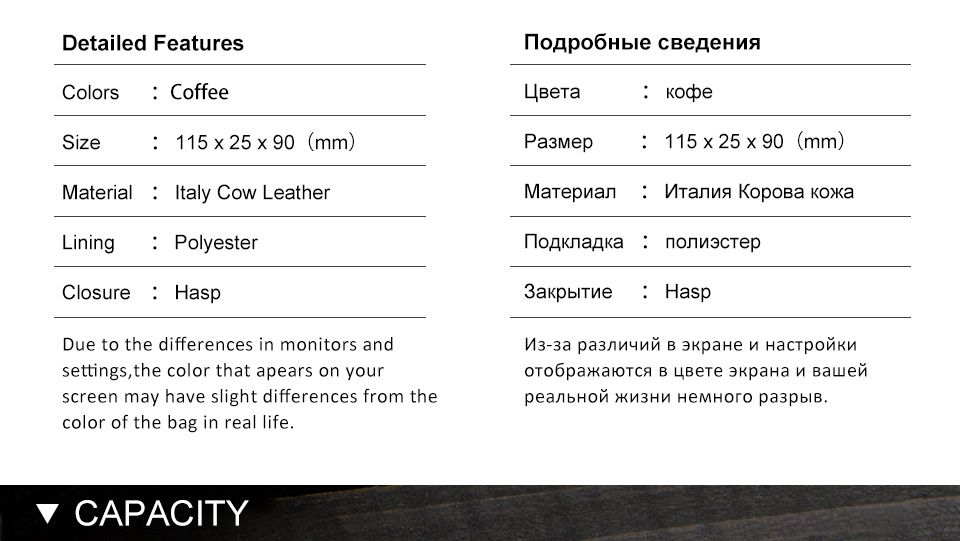 Detailed Features
Colors : Coffee
Size : 115 x 25 x 90（mm）
Material : Italy Cow Leather
Lining : Polyester
Closure : Hasp
Due to the differences in monitors and
settings,the color that apears on your
screen may have slight differences from the
color of the bag in real life.
Подробные сведения
Цвета : кофе
Размер : 115 x 25 x 90（mm）
Материал : Италия Корова кожа
Подкладка : полиэстер
Закрытие : Hasp
Из-за различий в экране и настройки
отображаются в цвете экрана и вашей
реальной жизни немного разрыв.
▼ CAPACITY